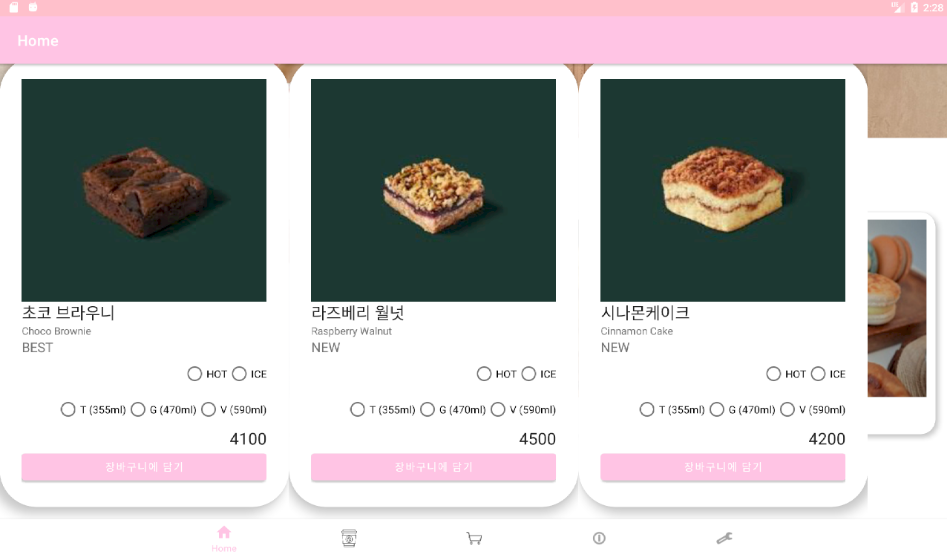 4G 2:28
Home
초코 브라우니
Choco Brownie
BEST
HOT ICE
T (355ml) G (470ml) V (590ml)
4100
장바구니에 담기
라즈베리 월넛
Raspberry Walnut
NEW
HOT ICE
T (355ml) G (470ml) V (590ml)
4500
장바구니에 담기
시나몬케이크
Cinnamon Cake
NEW
HOT ICE
T (355ml) G (470ml) V (590ml)
4200
장바구니에 담기
Home